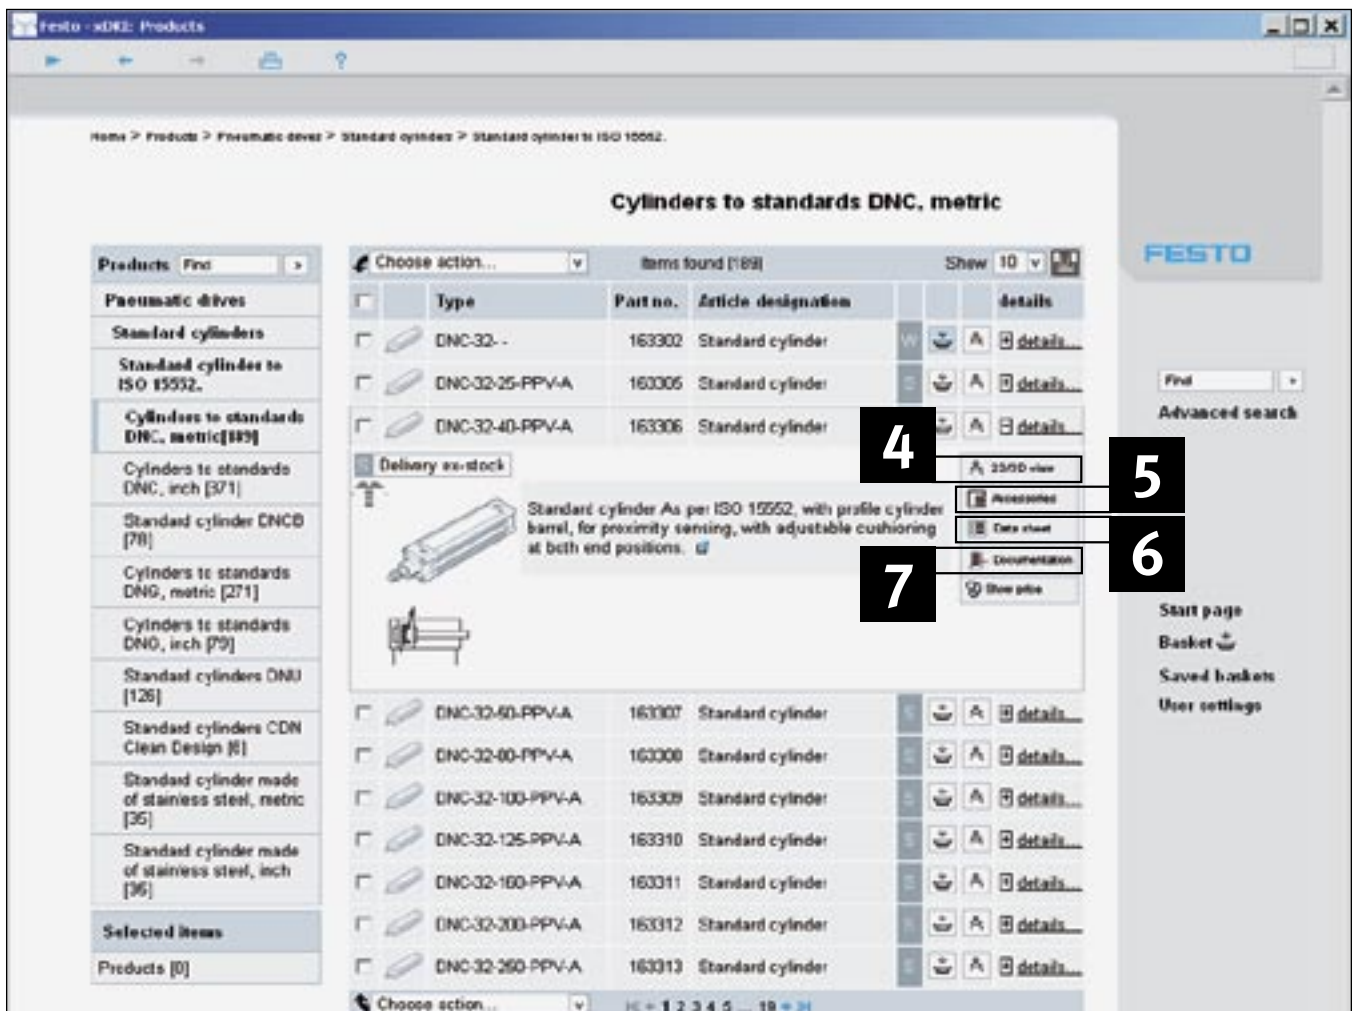 Festo - xDKI: Products
Home > Products > Pneumatic drives > Standard cylinders > Standard cylinder to ISO 15552.
Cylinders to standards DNC, metric
FESTO
Products Find
Choose action... Items found [189] Show 10
Pneumatic drives
Type Part no. Article designation details
Standard cylinders
DNC-32- - 163302 Standard cylinder W details...
Standard cylinder to
ISO 15552.
DNC-32-25-PPV-A 163305 Standard cylinder S details...
Find
Advanced search
Cylinders to standards
DNC, metric[189]
DNC-32-40-PPV-A 163306 Standard cylinder details...
4
Cylinders to standards
DNC, inch [371]
S Delivery ex-stock
2D/3D view
5
Accessories
Standard cylinder As per ISO 15552, with profile cylinder
barrel, for proximity sensing, with adjustable cushioning
at both end positions.
Data sheet
6
Documentation
7
Show price
Standard cylinder DNCB
[78]
Cylinders to standards
DNG, metric [271]
Cylinders to standards
DNG, inch [79]
Standard cylinders DNU
[126]
Standard cylinders CDN
Clean Design [6]
Standard cylinder made
of stainless steel, metric
[35]
Standard cylinder made
of stainless steel, inch
[36]
Selected items
Products [0]
Start page
Basket
Saved baskets
User settings
DNC-32-50-PPV-A 163307 Standard cylinder S details...
DNC-32-80-PPV-A 163308 Standard cylinder S details...
DNC-32-100-PPV-A 163309 Standard cylinder S details...
DNC-32-125-PPV-A 163310 Standard cylinder S details...
DNC-32-160-PPV-A 163311 Standard cylinder S details...
DNC-32-200-PPV-A 163312 Standard cylinder S details...
DNC-32-250-PPV-A 163313 Standard cylinder S details...
Choose action... 1 2 3 4 5 ... 19